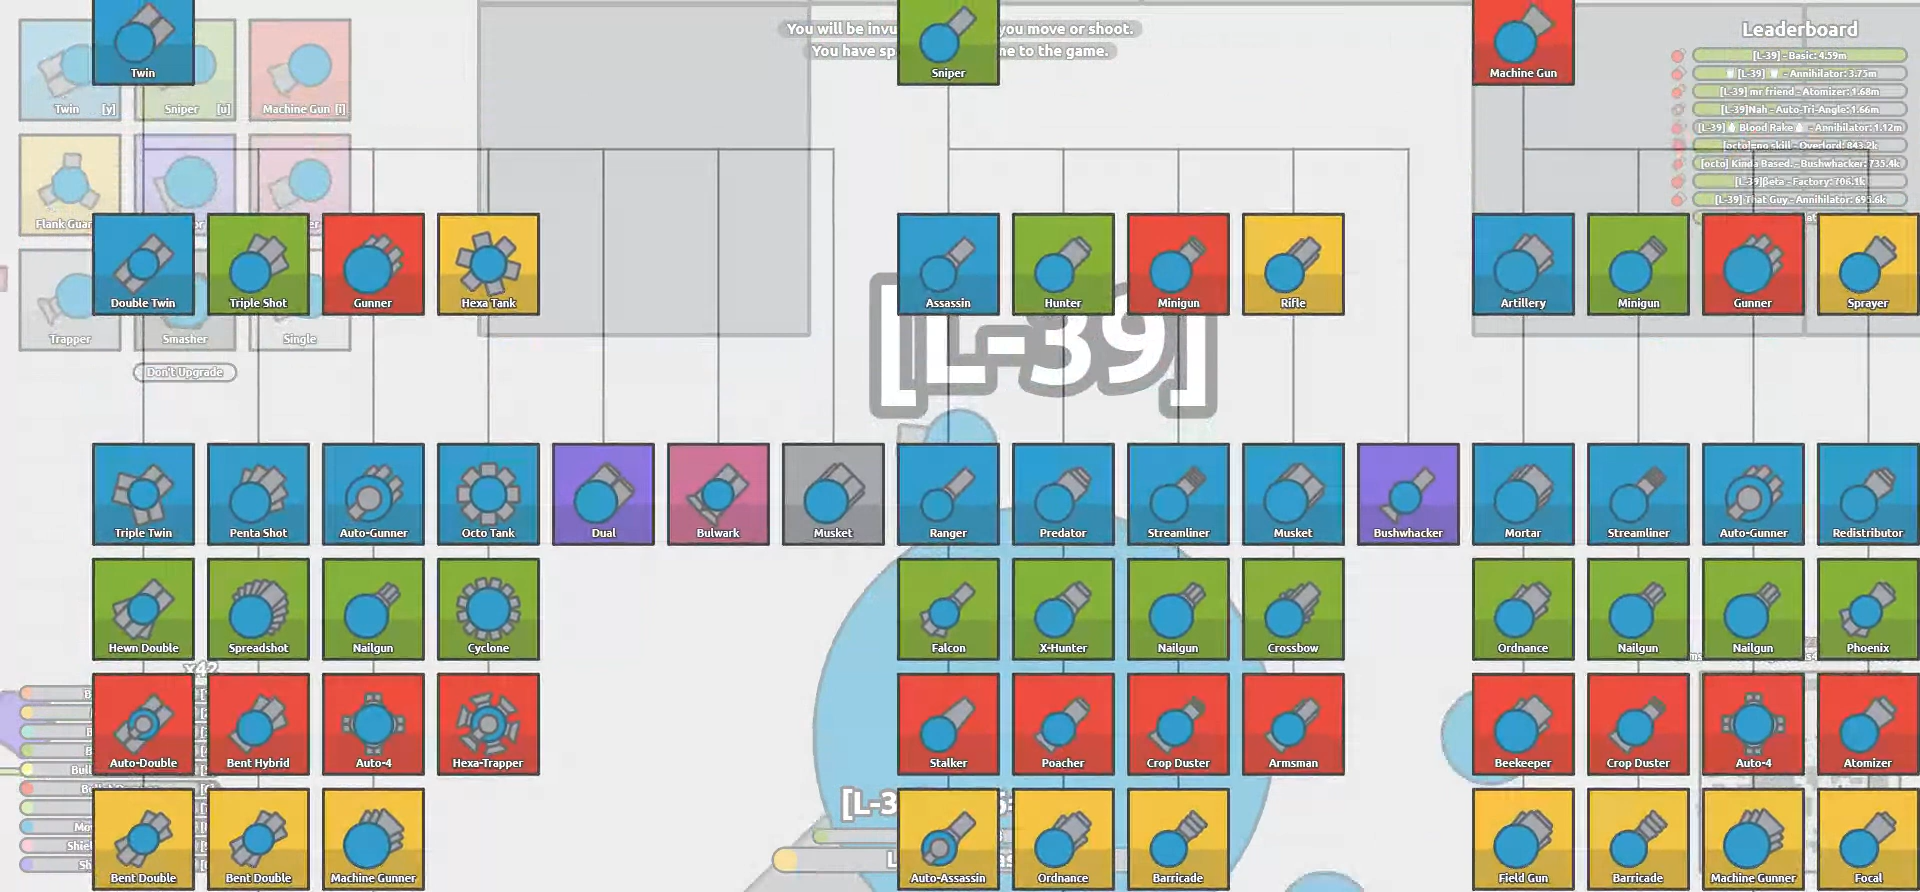 Twin
Sniper
Machine Gun
You will be invu
you move or shoot.
You have sp
me to the game.
Leaderboard
[L-39] - Basic: 4.59m
[L-39] - Annihilator: 3.75m
[L-39] mr friend - Atomizer: 1.68m
[L-39]Nah - Auto-Tri-Angle: 1.66m
[L-39] Blood Rake - Annihilator: 1.12m
[octo]=no skill - Overlord: 843.2k
[octo] Kinda Based. - Bushwhacker: 735.4k
[L-39]βeta - Factory: 706.1k
[L-39] That Guy - Annihilator: 695.6k
Twin [y]
Sniper [u]
Machine Gun [i]
Flank Guar
Double Twin
Triple Shot
Gunner
Hexa Tank
Assassin
Hunter
Minigun
Rifle
Artillery
Minigun
Gunner
Sprayer
Trapper
Smasher
Single
Don't Upgrade
[L-39]
Triple Twin
Penta Shot
Auto-Gunner
Octo Tank
Dual
Bulwark
Musket
Ranger
Predator
Streamliner
Musket
Bushwhacker
Mortar
Streamliner
Auto-Gunner
Redistributor
Hewn Double
Spreadshot
Nailgun
Cyclone
Falcon
X-Hunter
Nailgun
Crossbow
Ordnance
Nailgun
Nailgun
Phoenix
x42
Auto-Double
Bent Hybrid
Auto-4
Hexa-Trapper
Stalker
Poacher
Crop Duster
Armsman
Beekeeper
Crop Duster
Auto-4
Atomizer
[L-3
Bent Double
Bent Double
Machine Gunner
Auto-Assassin
Ordnance
Barricade
Field Gun
Barricade
Machine Gunner
Focal